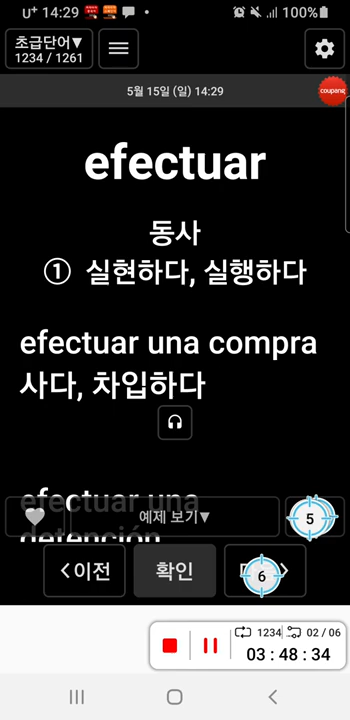 U+ 14:29 100%
초급단어▼
1234 / 1261
5월 15일 (일) 14:29
coupang
efectuar
동사
① 실현하다, 실행하다
efectuar una compra
사다, 차입하다
efectuar una
detención
예제 보기▼
5
<이전
확인
6
1234
02 / 06
03 : 48 : 34